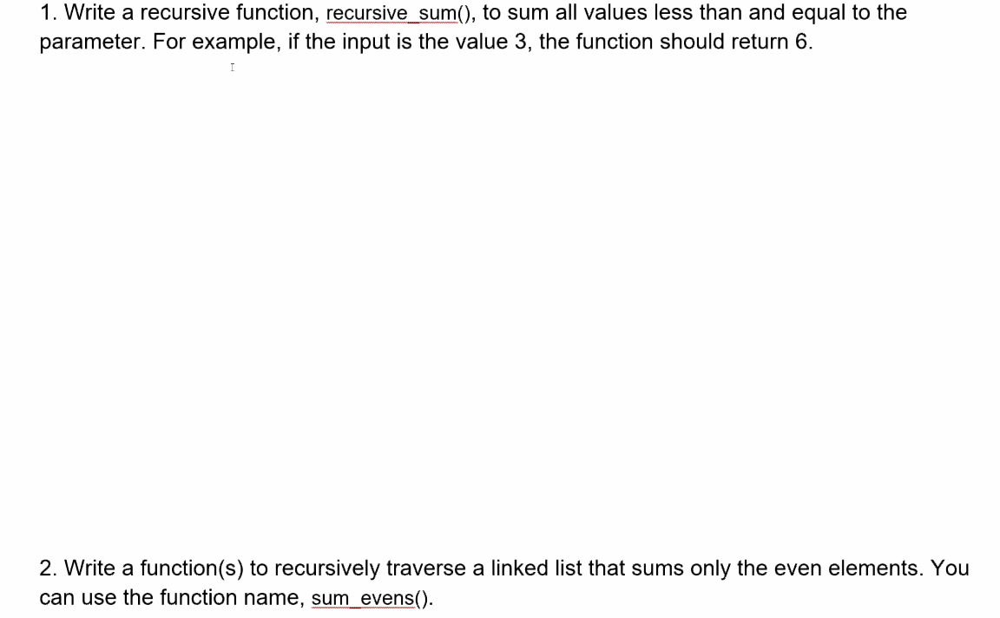 1. Write a recursive function, recursive_sum(), to sum all values less than and equal to the
parameter. For example, if the input is the value 3, the function should return 6.
2. Write a function(s) to recursively traverse a linked list that sums only the even elements. You
can use the function name, sum_evens().